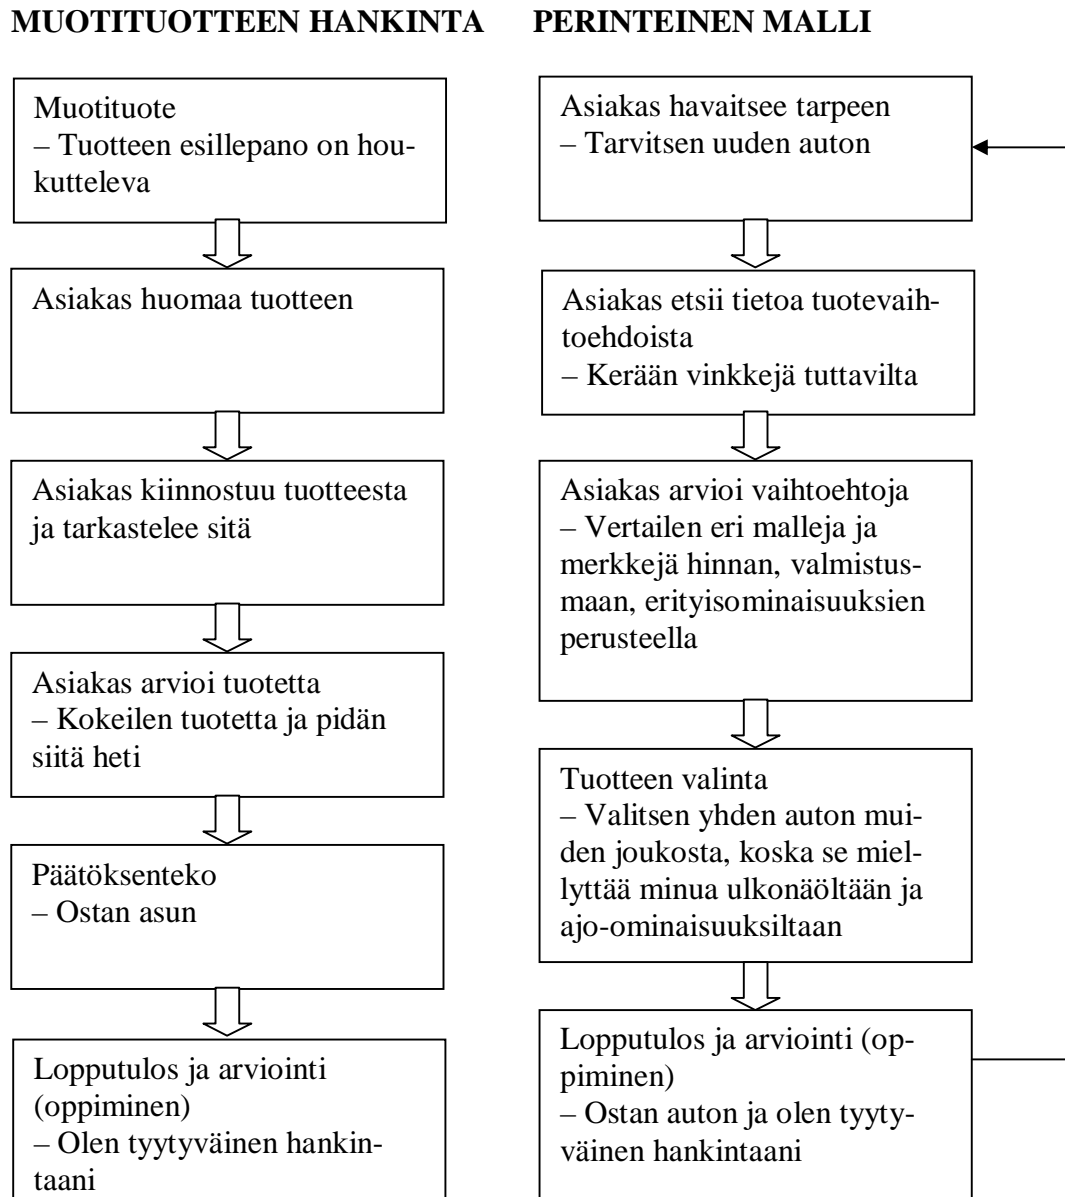 MUOTITUOTTEEN HANKINTA
Muotituote
– Tuotteen esillepano on hou-
kutteleva
Asiakas huomaa tuotteen
Asiakas kiinnostuu tuotteesta
ja tarkastelee sitä
Asiakas arvioi tuotetta
– Kokeilen tuotetta ja pidän
siitä heti
Päätöksenteko
– Ostan asun
Lopputulos ja arviointi
(oppiminen)
– Olen tyytyväinen hankin-
taani
PERINTEINEN MALLI
Asiakas havaitsee tarpeen
– Tarvitsen uuden auton
Asiakas etsii tietoa tuotevaih-
toehdoista
– Kerään vinkkejä tuttavilta
Asiakas arvioi vaihtoehtoja
– Vertailen eri malleja ja
merkkejä hinnan, valmistus-
maan, erityisominaisuuksien
perusteella
Tuotteen valinta
– Valitsen yhden auton mui-
den joukosta, koska se miel-
lyttää minua ulkonäöltään ja
ajo-ominaisuuksiltaan
Lopputulos ja arviointi (op-
piminen)
– Ostan auton ja olen tyyty-
väinen hankintaani